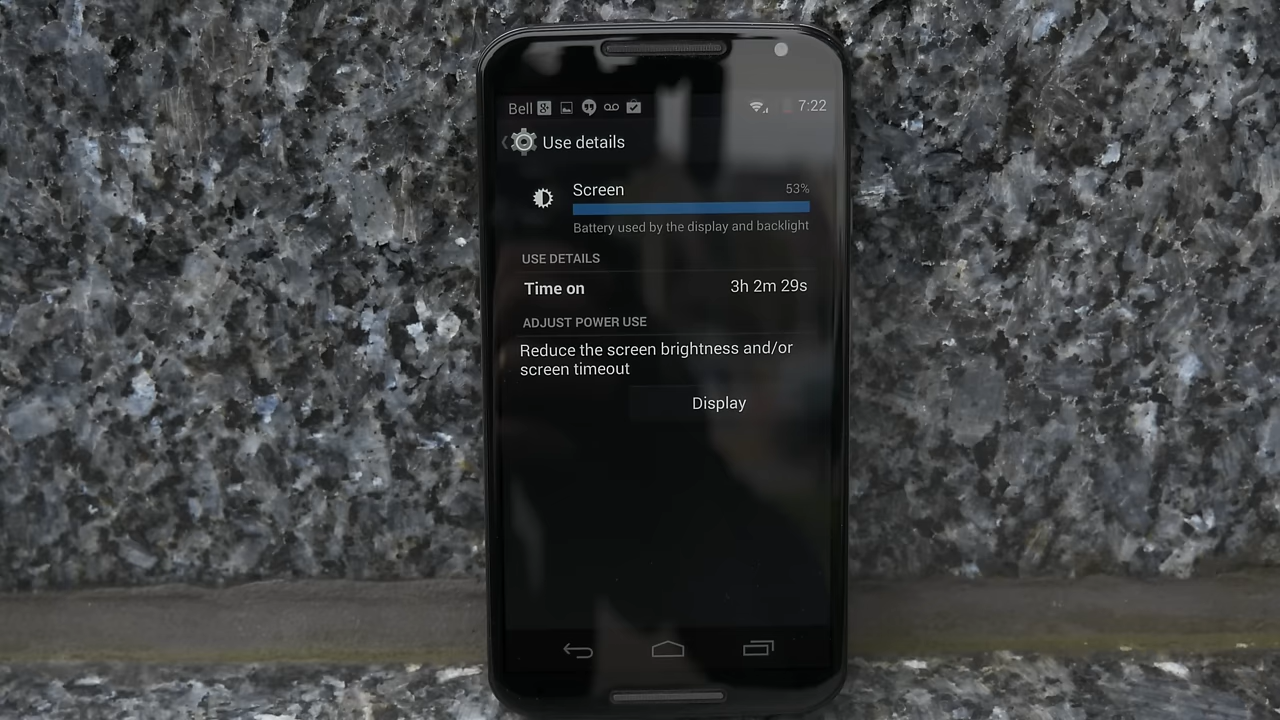 Bell 7:22
Use details
Screen 53%
Battery used by the display and backlight
USE DETAILS
Time on 3h 2m 29s
ADJUST POWER USE
Reduce the screen brightness and/or
screen timeout
Display